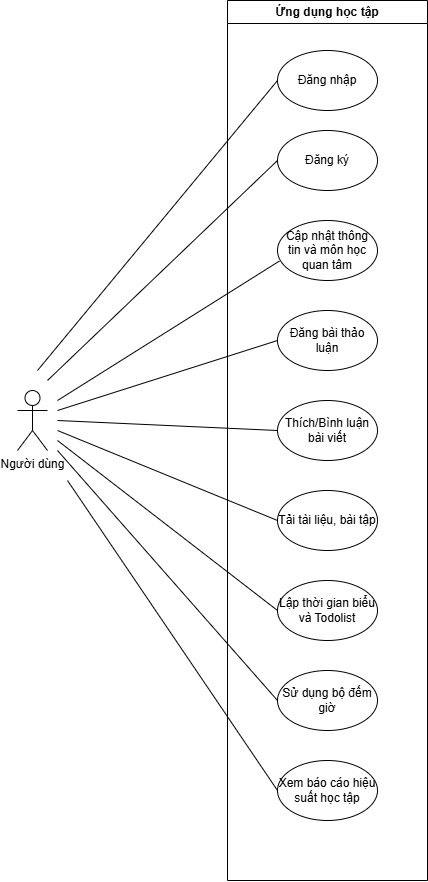 Ứng dụng học tập
Đăng nhập
Đăng ký
Cập nhật thông
tin và môn học
quan tâm
Đăng bài thảo
luận
Thích/Bình luận
bài viết
Người dùng
Tải tài liệu, bài tập
Lập thời gian biểu
và Todolist
Sử dụng bộ đếm
giờ
Xem báo cáo hiệu
suất học tập